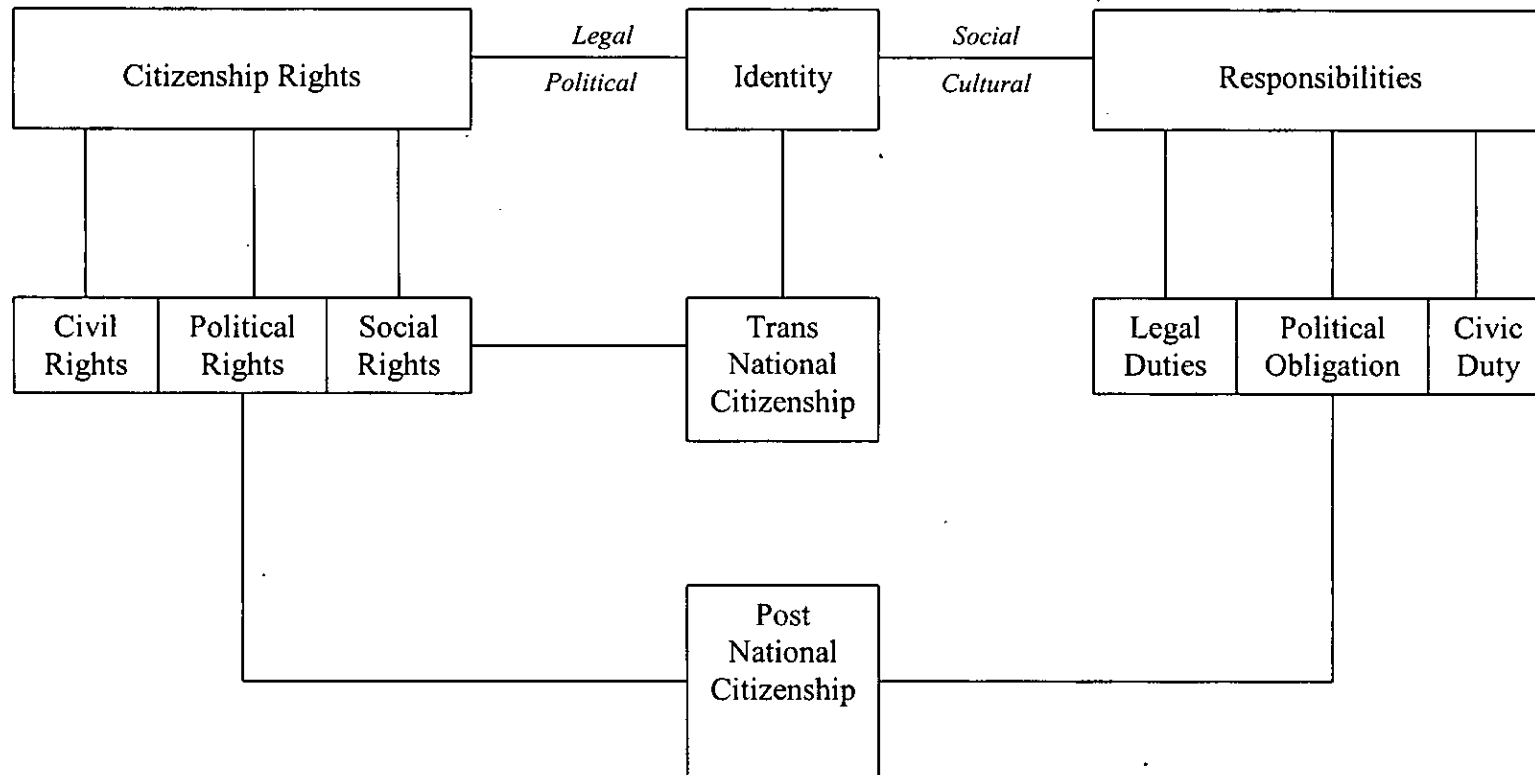 Citizenship Rights
Legal
Political
Identity
Social
Cultural
Responsibilities
Civil
Rights
Political
Rights
Social
Rights
Trans
National
Citizenship
Legal
Duties
Political
Obligation
Civic
Duty
Post
National
Citizenship